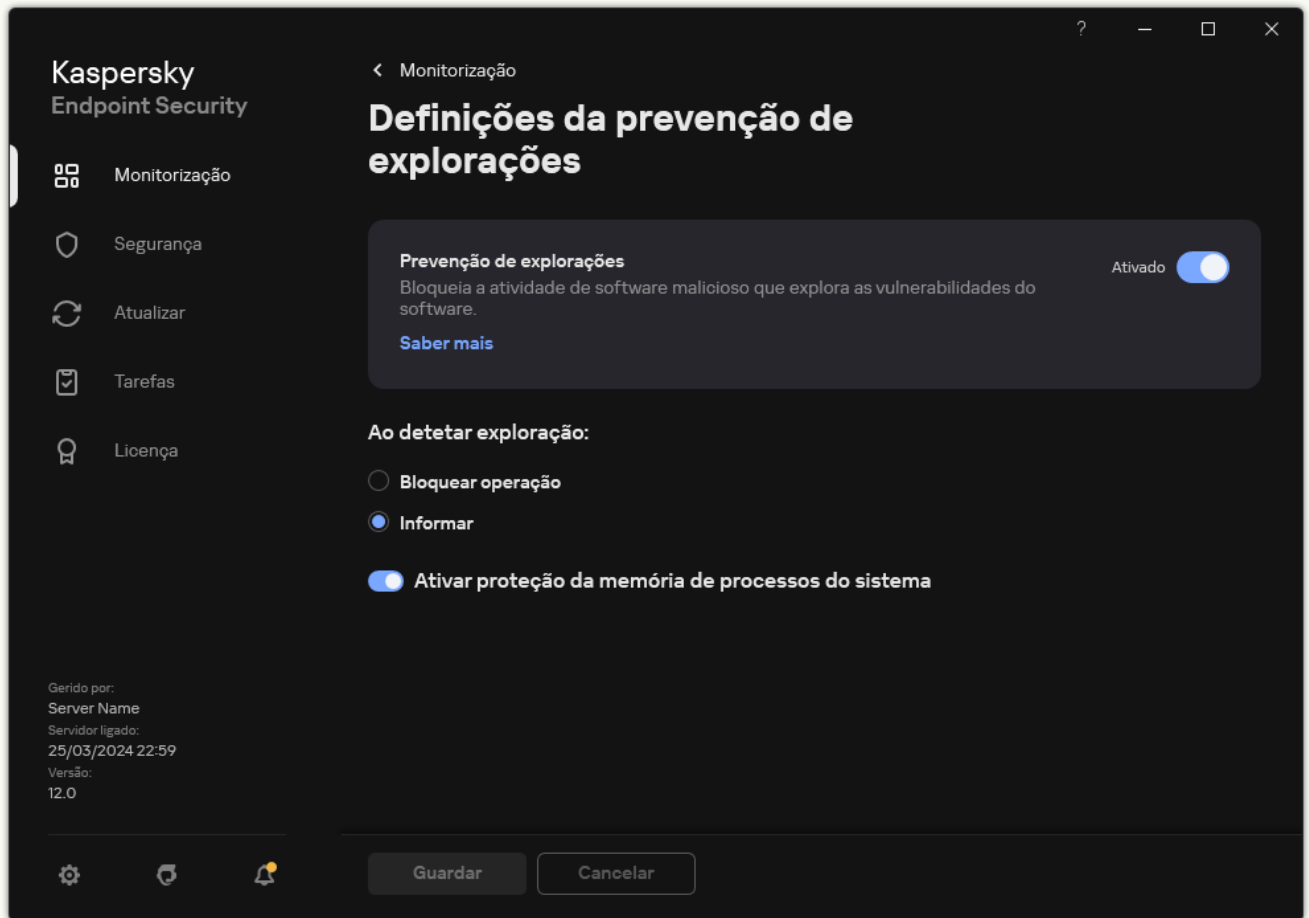 ?
Kaspersky
Endpoint Security
Monitorização
Segurança
Atualizar
Tarefas
Licença
Gerido por:
Server Name
Servidor ligado:
25/03/2024 22:59
Versão:
12.0
Monitorização
Definições da prevenção de
explorações
Prevenção de explorações
Bloqueia a atividade de software malicioso que explora as vulnerabilidades do
software.
Saber mais
Ativado
Ao detetar exploração:
Bloquear operação
Informar
Ativar proteção da memória de processos do sistema
Guardar
Cancelar